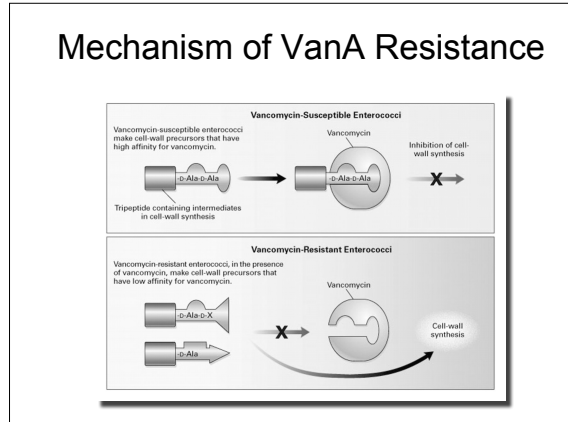 Mechanism of VanA Resistance
Vancomycin-Susceptible Enterococci
Vancomycin-susceptible enterococci
make cell-wall precursors that have
high affinity for vancomycin.
Vancomycin
Inhibition of cell-
wall synthesis
-D-Ala-D-Ala
-D-Ala-D-Ala
X
Tripeptide containing intermediates
in cell-wall synthesis
Vancomycin-Resistant Enterococci
Vancomycin-resistant enterococci, in the presence
of vancomycin, make cell-wall precursors that
have low affinity for vancomycin.
Vancomycin
-D-Ala-D-X
X
Cell-wall
synthesis
-D-Ala